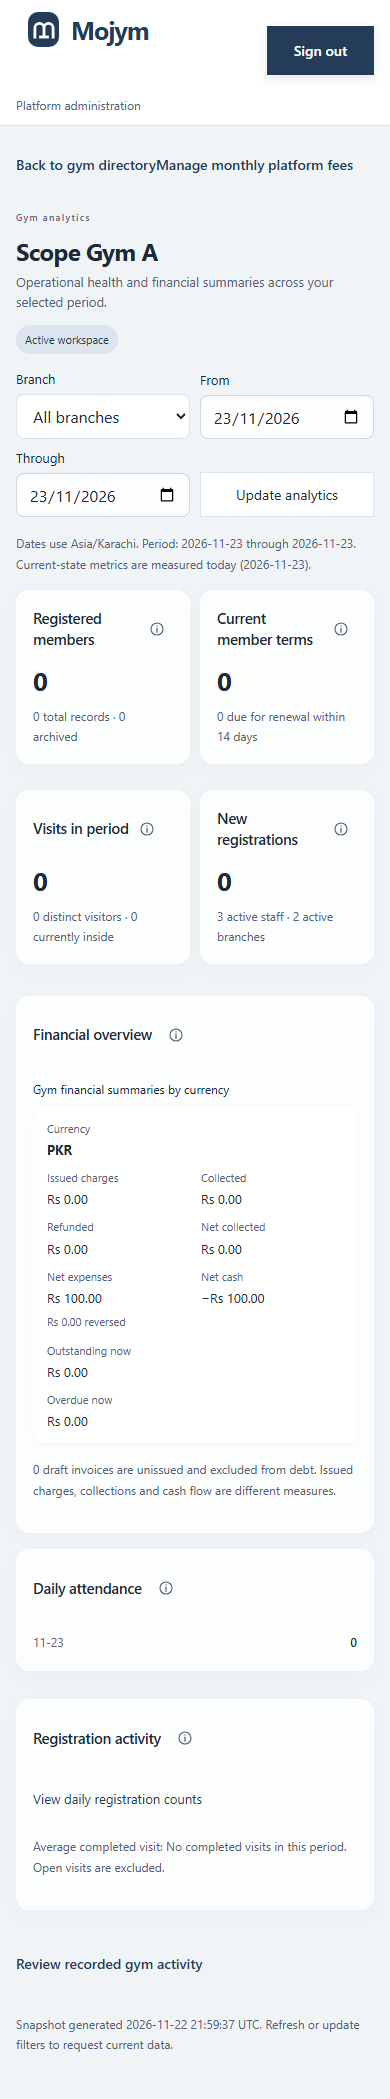 Mojym
Sign out
Platform administration
Back to gym directoryManage monthly platform fees
Gym analytics
Scope Gym A
Operational health and financial summaries across your
selected period.
Active workspace
Branch
From
All branches
23/11/2026
Through
23/11/2026
Update analytics
Dates use Asia/Karachi. Period: 2026-11-23 through 2026-11-23.
Current-state metrics are measured today (2026-11-23).
Registered
members
0
0 total records · 0
archived
Current
member terms
0
0 due for renewal within
14 days
Visits in period
0
0 distinct visitors · 0
currently inside
New
registrations
0
3 active staff · 2 active
branches
Financial overview
Gym financial summaries by currency
Currency
PKR
Issued charges
Rs 0.00
Collected
Rs 0.00
Refunded
Rs 0.00
Net collected
Rs 0.00
Net expenses
Rs 100.00
Rs 0.00 reversed
Net cash
−Rs 100.00
Outstanding now
Rs 0.00
Overdue now
Rs 0.00
0 draft invoices are unissued and excluded from debt. Issued
charges, collections and cash flow are different measures.
Daily attendance
11-23 0
Registration activity
View daily registration counts
Average completed visit: No completed visits in this period.
Open visits are excluded.
Review recorded gym activity
Snapshot generated 2026-11-22 21:59:37 UTC. Refresh or update
filters to request current data.